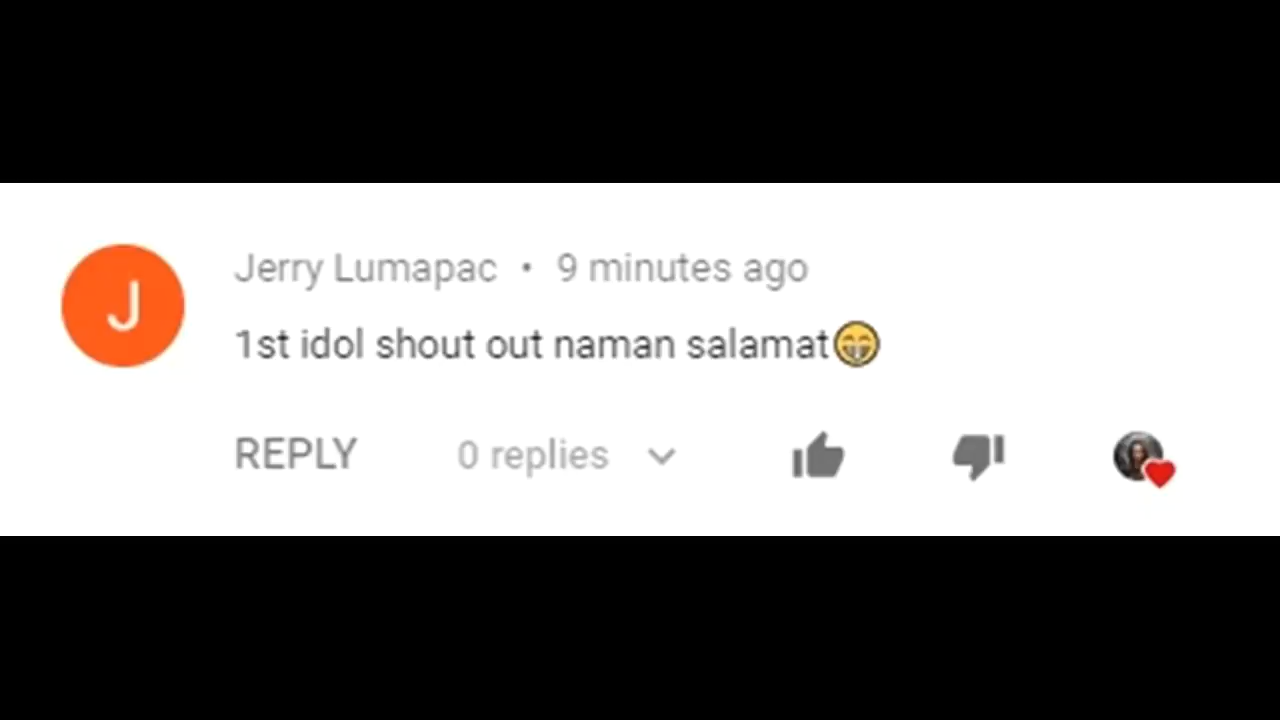 J
Jerry Lumapac • 9 minutes ago
1st idol shout out naman salamat😁
REPLY 0 replies